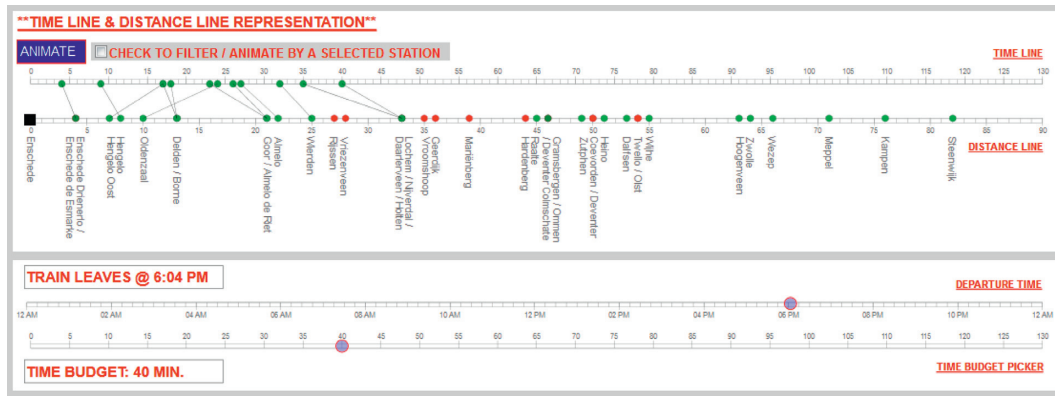 **TIME LINE & DISTANCE LINE REPRESENTATION**
ANIMATE CHECK TO FILTER / ANIMATE BY A SELECTED STATION
TIME LINE
0 5 10 15 20 25 30 35 40 45 50 55 60 65 70 75 80 85 90 95 100 105 110 115 120 125 130
0 5 10 15 20 25 30 35 40 45 50 55 60 65 70 75 80 85 90
DISTANCE LINE
Enschede
Enschede Drienerlo /
Enschede de Esmarke
Hengelo
Hengelo Oost
Oldenzaal
Delden / Borne
Almelo
Goor / Almelo de Riet
Wierden
Rijssen
Vriezenveen
Lochem / Nijverdal /
Daarlerveen / Holten
Geerdijk
Vroomshoop
Mariënberg
Hardenberg
Raalte
Gramsbergen / Ommen
/ Deventer Colmschate
Zutphen
Heino
Coevorden / Deventer
Dalfsen
Twello / Olst
Wijhe
Zwolle
Hoogenveen
Wezep
Meppel
Kampen
Steenwijk
TRAIN LEAVES @ 6:04 PM
DEPARTURE TIME
12 AM 02 AM 04 AM 06 AM 08 AM 10 AM 12 PM 02 PM 04 PM 06 PM 08 PM 10 PM 12 AM
0 5 10 15 20 25 30 35 40 45 50 55 60 65 70 75 80 85 90 95 100 105 110 115 120 125 130
TIME BUDGET: 40 MIN.
TIME BUDGET PICKER